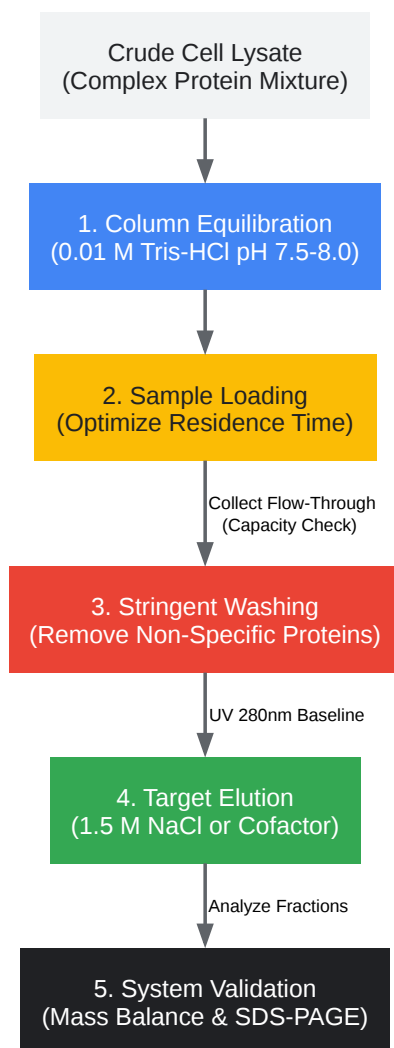 Crude Cell Lysate
(Complex Protein Mixture)
1. Column Equilibration
(0.01 M Tris-HCl pH 7.5-8.0)
2. Sample Loading
(Optimize Residence Time)
Collect Flow-Through
(Capacity Check)
3. Stringent Washing
(Remove Non-Specific Proteins)
UV 280nm Baseline
4. Target Elution
(1.5 M NaCl or Cofactor)
Analyze Fractions
5. System Validation
(Mass Balance & SDS-PAGE)